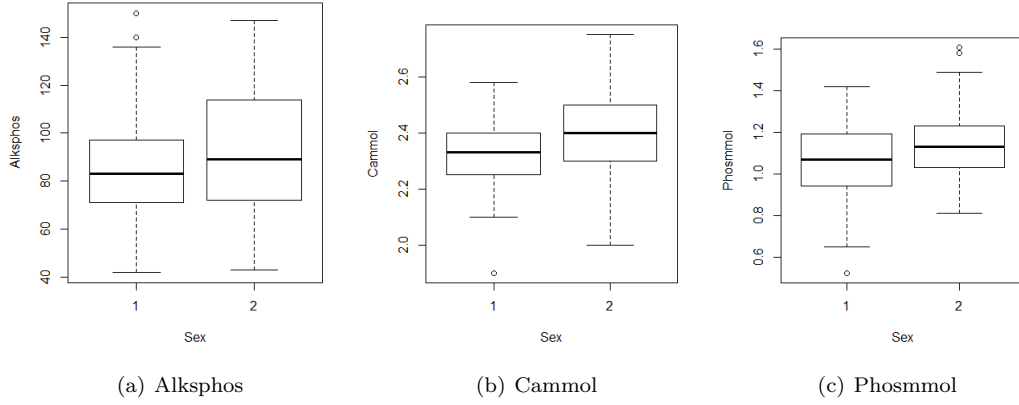 Alksphos
40 60 80 100 120 140
1 2
Sex
(a) Alksphos
Cammol
2.0 2.2 2.4 2.6
1 2
Sex
(b) Cammol
Phosmmol
0.6 0.8 1.0 1.2 1.4 1.6
1 2
Sex
(c) Phosmmol